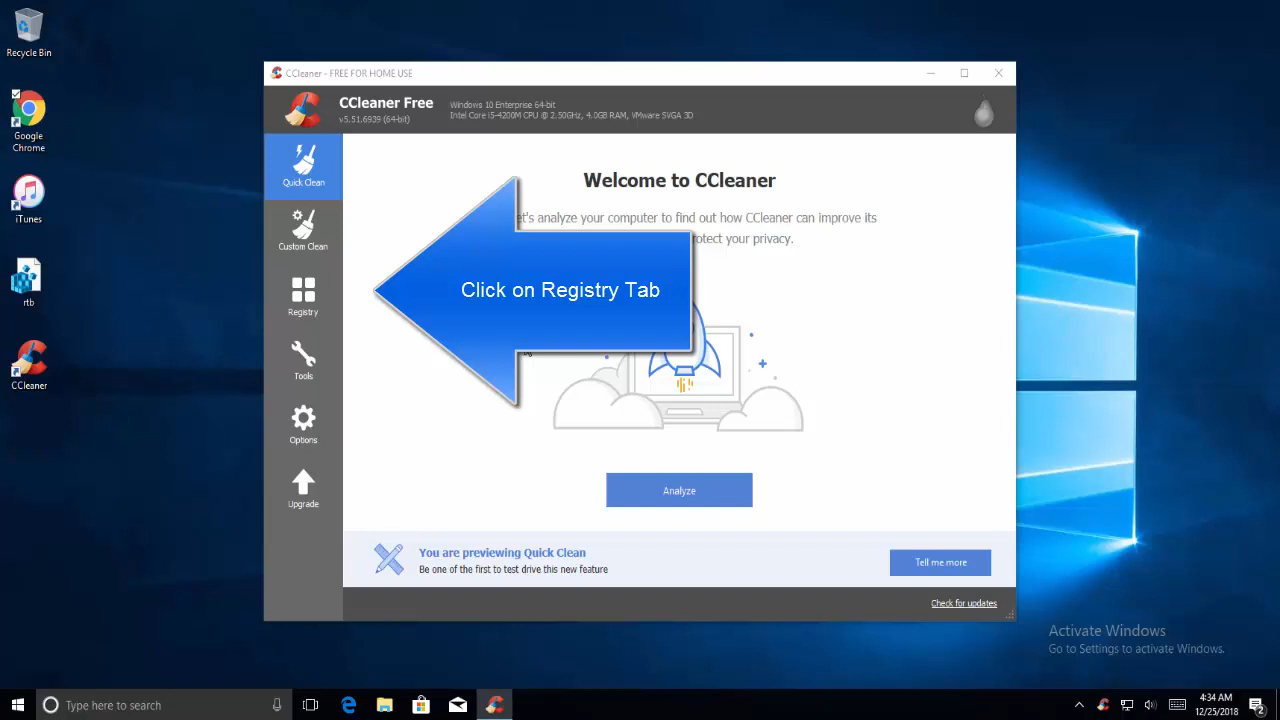 Recycle Bin
Google
Chrome
iTunes
rtb
CCleaner
CCleaner - FREE FOR HOME USE
CCleaner Free
v5.51.6939 (64-bit)
Windows 10 Enterprise 64-bit
Intel Core i5-4200M CPU @ 2.50GHz, 4.0GB RAM, VMware SVGA 3D
Quick Clean
Custom Clean
Registry
Tools
Options
Upgrade
Welcome to CCleaner
let's analyze your computer to find out how CCleaner can improve its
protect your privacy.
Click on Registry Tab
Analyze
You are previewing Quick Clean
Be one of the first to test drive this new feature
Tell me more
Check for updates
Activate Windows
Go to Settings to activate Windows.
Type here to search
4:34 AM
12/25/2018
2